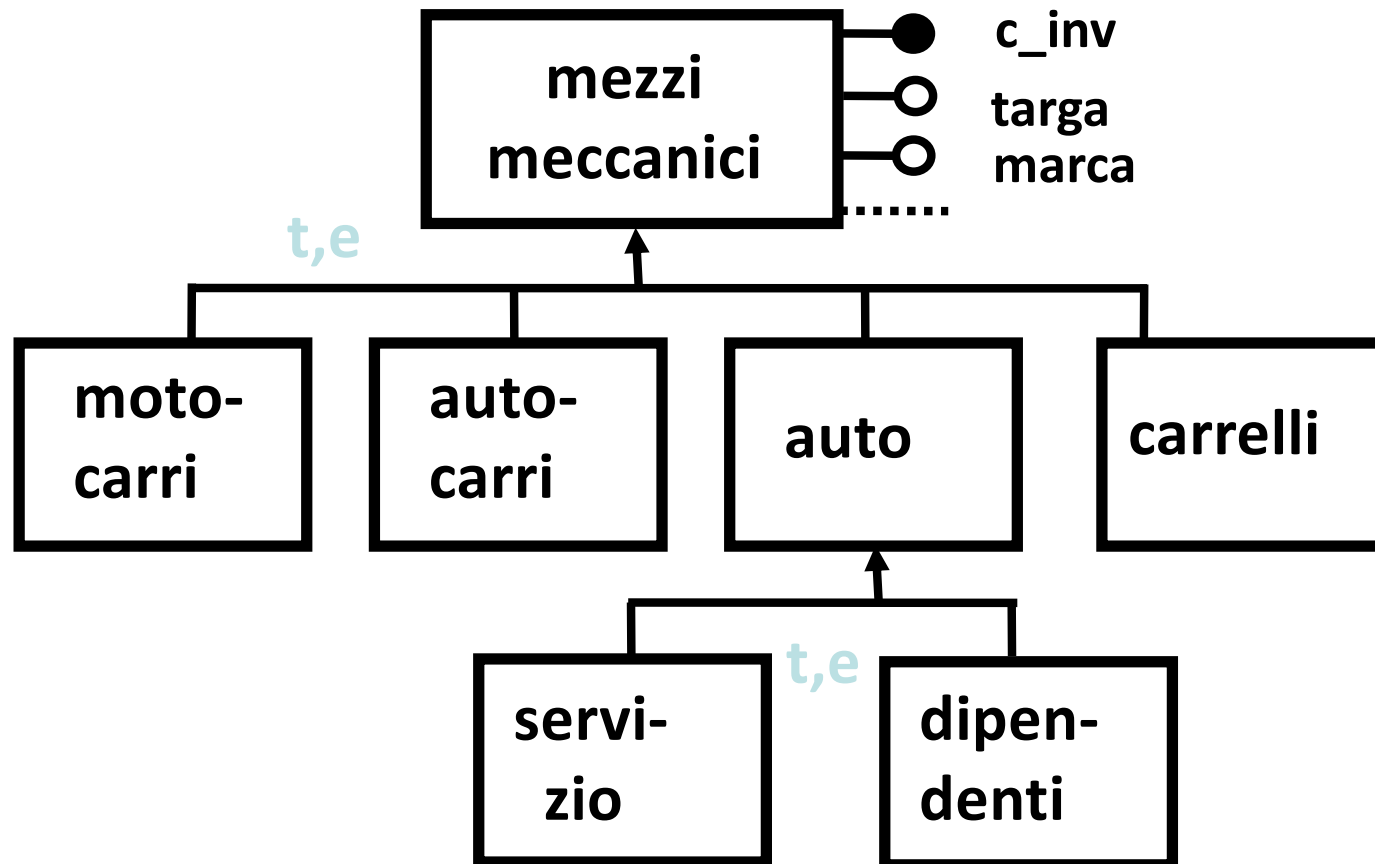 mezzi
meccanici
c_inv
targa
marca
t,e
moto-
carri
auto-
carri
auto
carrelli
t,e
servi-
zio
dipen-
denti